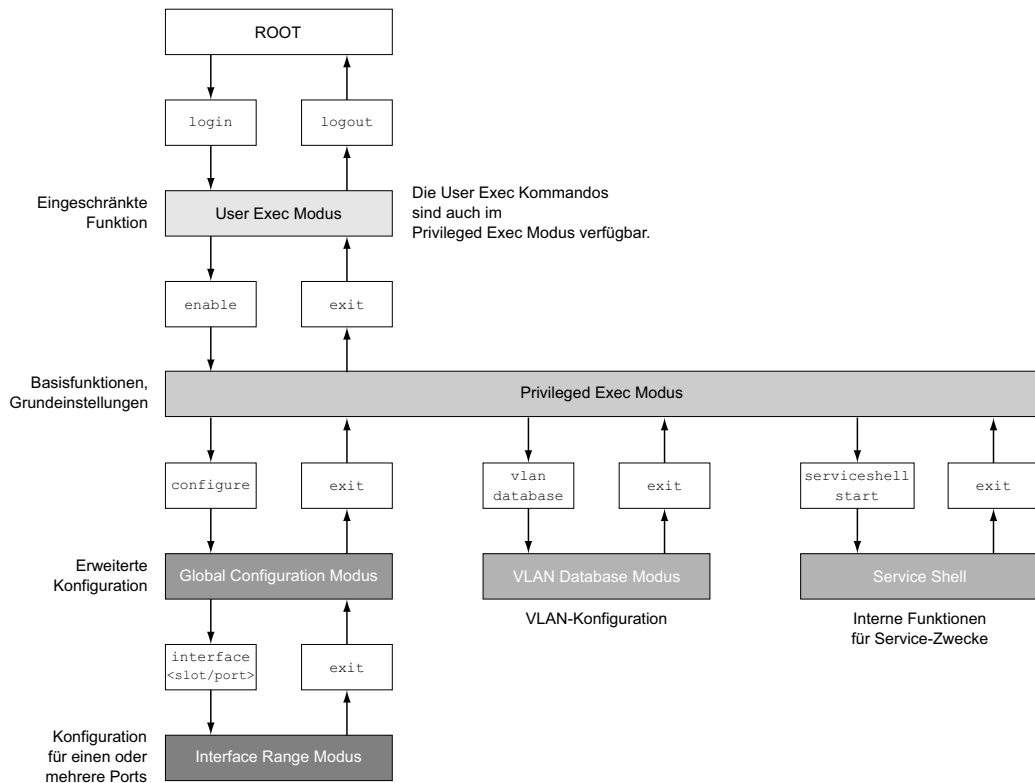 ROOT
login
logout
Eingeschränkte
Funktion
User Exec Modus
Die User Exec Kommandos
sind auch im
Privileged Exec Modus verfügbar.
enable
exit
Basisfunktionen,
Grundeinstellungen
Privileged Exec Modus
configure
exit
vlan
database
exit
serviceshell
start
exit
Erweiterte
Konfiguration
Global Configuration Modus
VLAN Database Modus
Service Shell
VLAN-Konfiguration
Interne Funktionen
für Service-Zwecke
interface
<slot/port>
exit
Konfiguration
für einen oder
mehrere Ports
Interface Range Modus